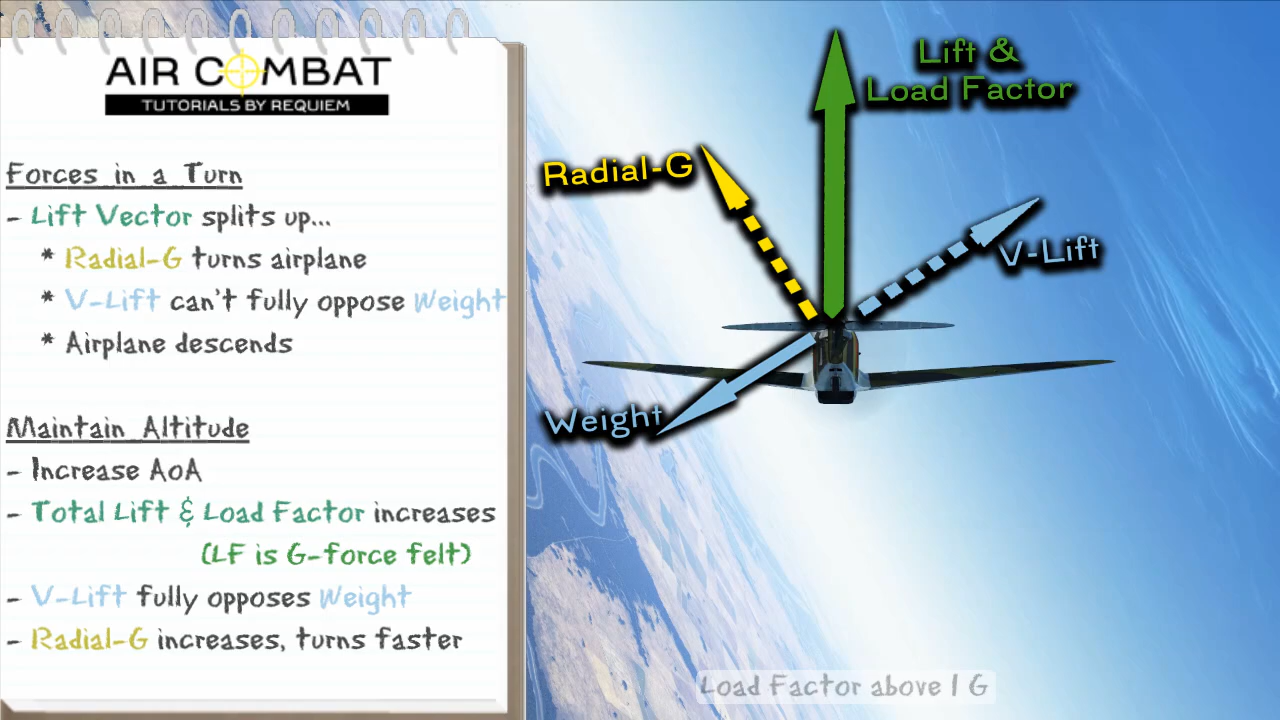 AIR COMBAT
TUTORIALS BY REQUIEM
Forces in a Turn
- Lift Vector splits up...
* Radial-G turns airplane
* V-Lift can't fully oppose Weight
* Airplane descends
Maintain Altitude
- Increase AoA
- Total Lift & Load Factor increases
(LF is G-force felt)
- V-Lift fully opposes Weight
- Radial-G increases, turns faster
Lift &
Load Factor
Radial-G
V-Lift
Weight
Load Factor above 1 G